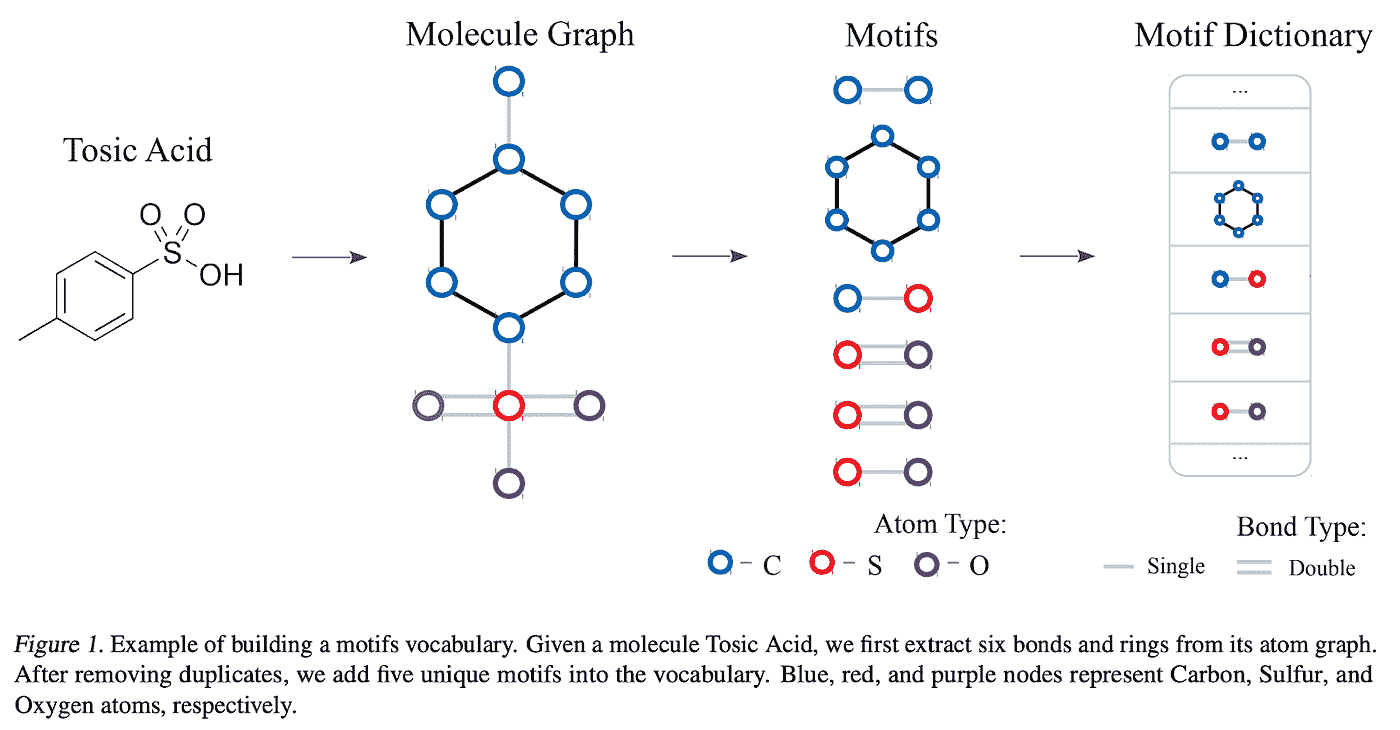 Molecule Graph
Motifs
Motif Dictionary
Tosic Acid
O O
S
OH
...
...
Atom Type:
C
S
O
Bond Type:
Single
Double
Figure 1. Example of building a motifs vocabulary. Given a molecule Tosic Acid, we first extract six bonds and rings from its atom graph.
After removing duplicates, we add five unique motifs into the vocabulary. Blue, red, and purple nodes represent Carbon, Sulfur, and
Oxygen atoms, respectively.